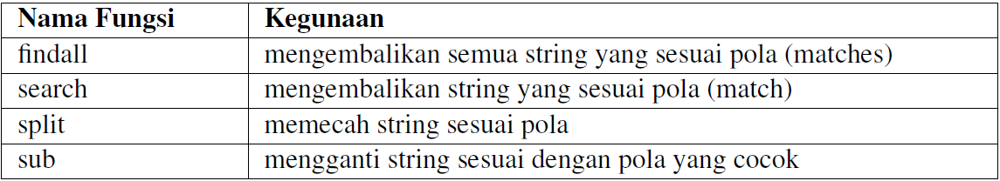 Nama Fungsi Kegunaan
findall mengembalikan semua string yang sesuai pola (matches)
search mengembalikan string yang sesuai pola (match)
split memecah string sesuai pola
sub mengganti string sesuai dengan pola yang cocok